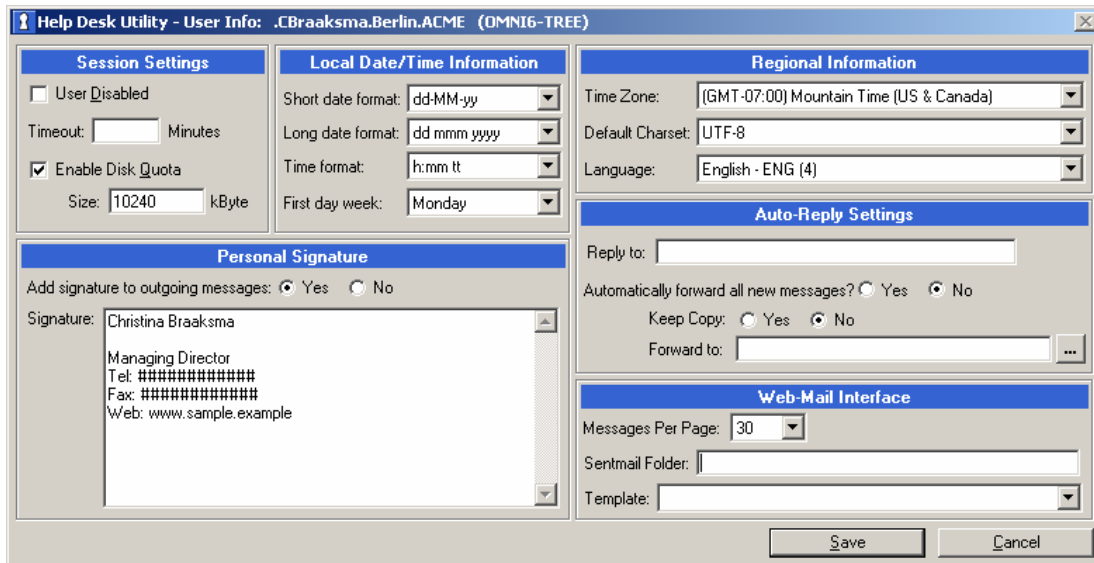 Help Desk Utility - User Info: .CBraaksma.Berlin.ACME (OMNI6-TREE)
Session Settings
User Disabled
Timeout: Minutes
Enable Disk Quota
Size: 10240 kByte
Local Date/Time Information
Short date format: dd-MM-yy
Long date format: dd mmm yyyy
Time format: h:mm tt
First day week: Monday
Regional Information
Time Zone: (GMT-07:00) Mountain Time (US & Canada)
Default Charset: UTF-8
Language: English - ENG (4)
Personal Signature
Add signature to outgoing messages: Yes No
Signature: Christina Braaksma
Managing Director
Tel: ############
Fax: ############
Web: www.sample.example
Auto-Reply Settings
Reply to:
Automatically forward all new messages? Yes No
Keep Copy: Yes No
Forward to: ...
Web-Mail Interface
Messages Per Page: 30
Sentmail Folder:
Template:
Save Cancel